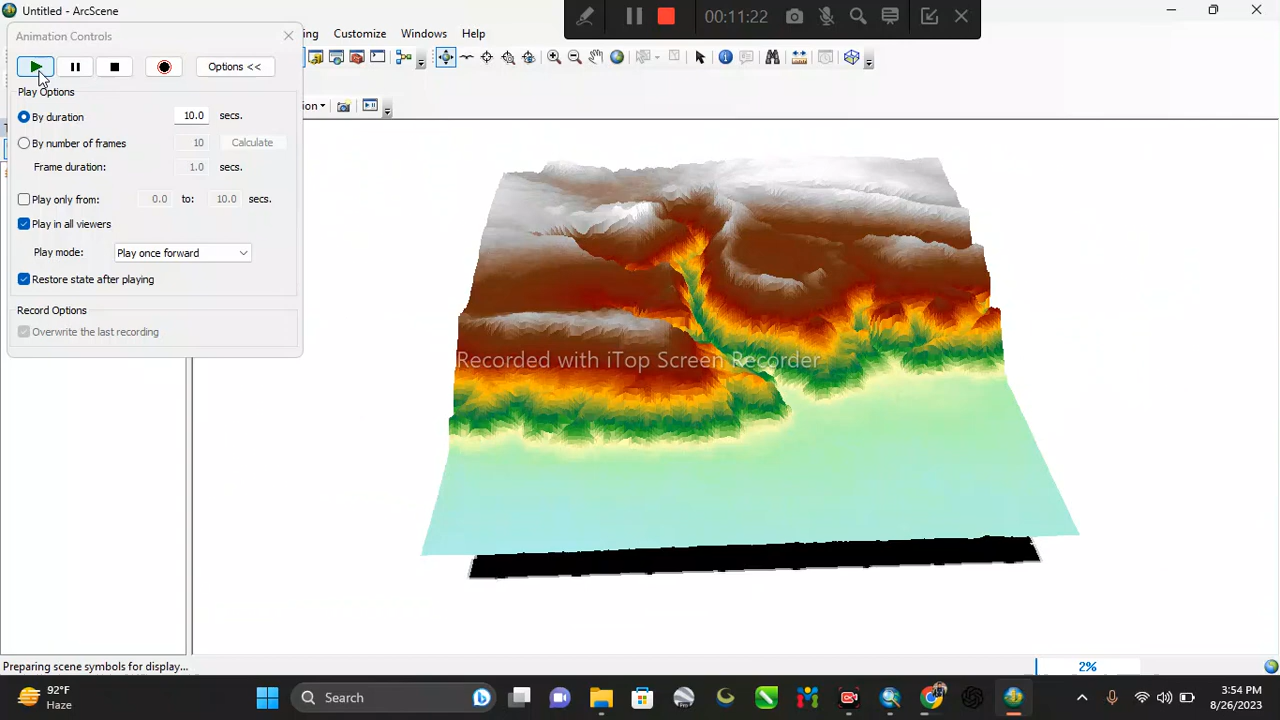 Untitled - ArcScene
00:11:22
Animation Controls
ng Customize Windows Help
Options <<
Play Options
By duration 10.0 secs.
ion
By number of frames 10 Calculate
Frame duration: 1.0 secs.
Play only from: 0.0 to: 10.0 secs.
Play in all viewers
Play mode: Play once forward
Restore state after playing
Record Options
Overwrite the last recording
Recorded with iTop Screen Recorder
Preparing scene symbols for display...
2%
92°F
Search
3:54 PM
8/26/2023